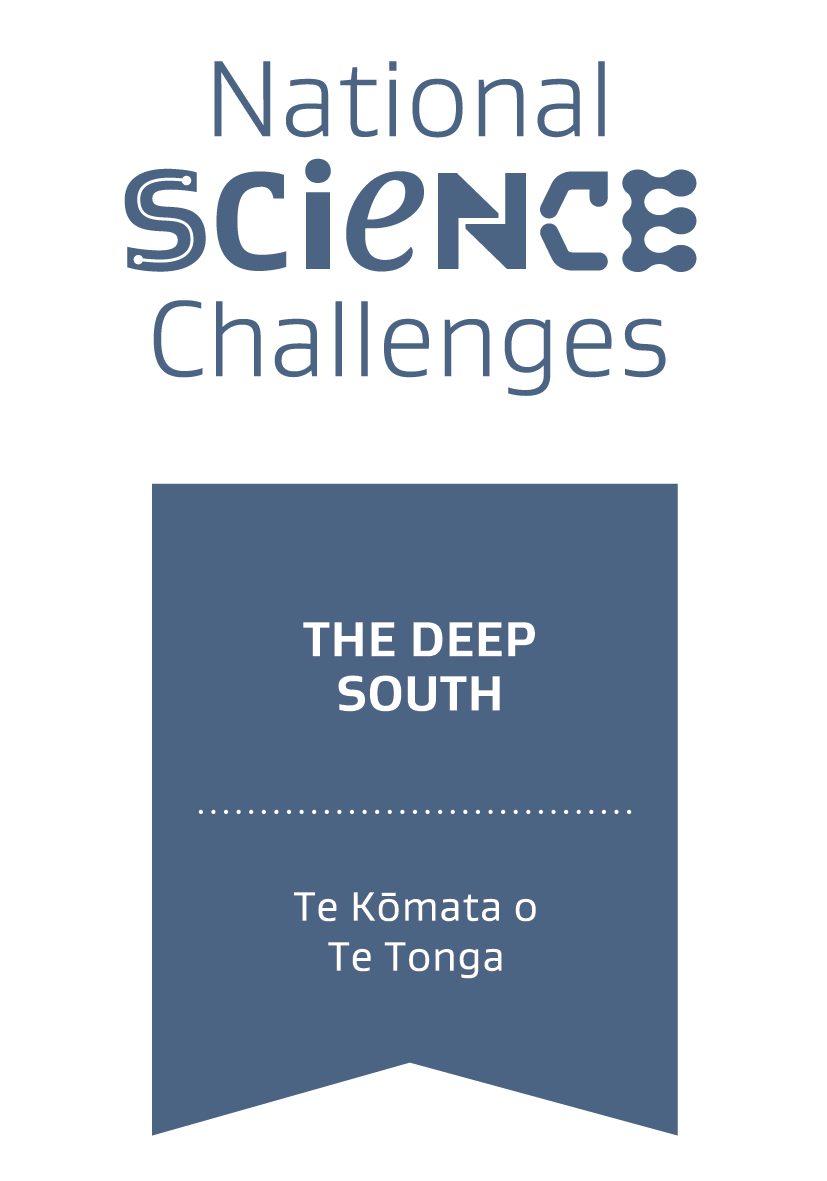 National
SCieNCE
Challenges
THE DEEP
SOUTH
Te Kōmata o
Te Tonga